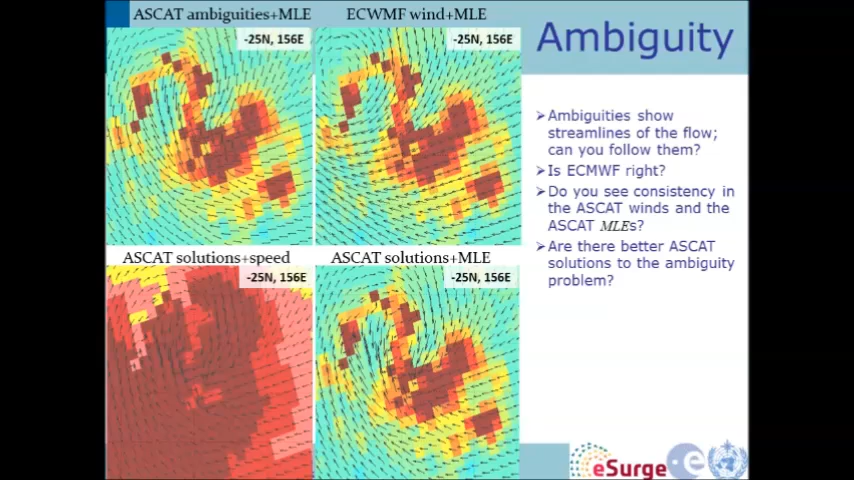 ASCAT ambiguities+MLE
ECWMF wind+MLE
-25N, 156E
-25N, 156E
ASCAT solutions+speed
ASCAT solutions+MLE
-25N, 156E
-25N, 156E
Ambiguity
Ambiguities show
streamlines of the flow;
can you follow them?
Is ECMWF right?
Do you see consistency in
the ASCAT winds and the
ASCAT MLEs?
Are there better ASCAT
solutions to the ambiguity
problem?
eSurge
e